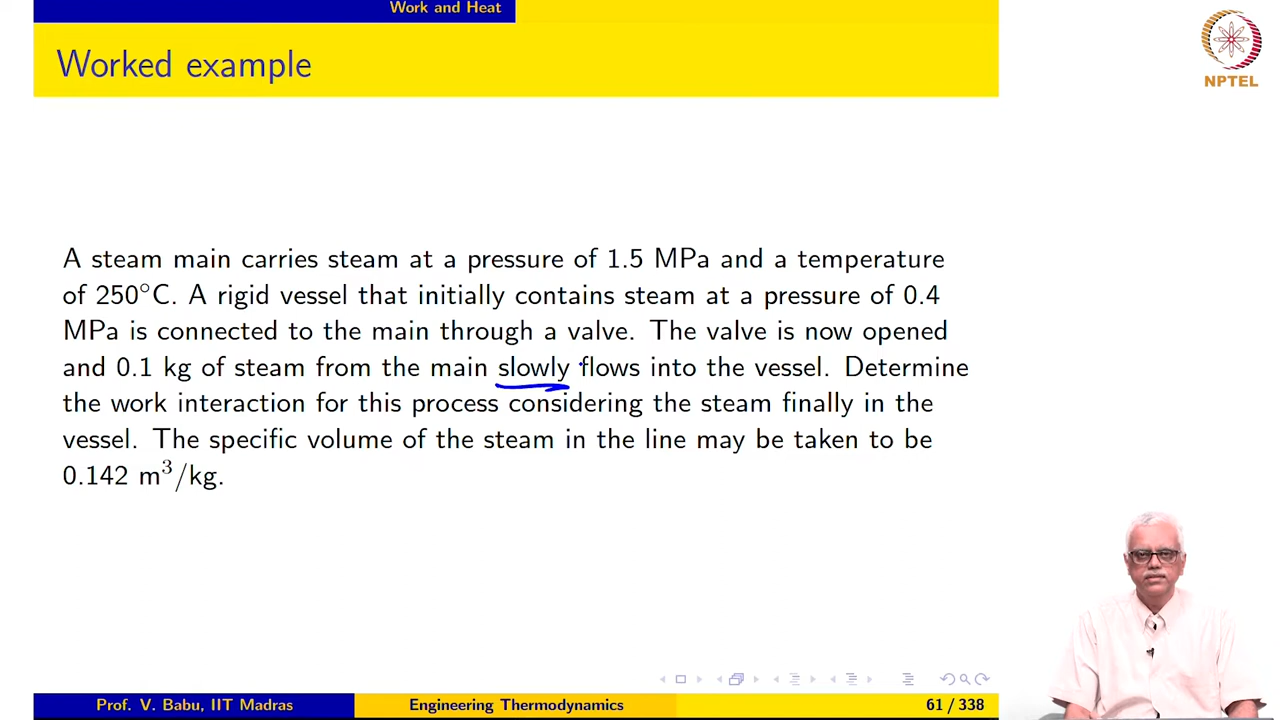 Work and Heat
Worked example
NPTEL
A steam main carries steam at a pressure of 1.5 MPa and a temperature
of 250°C. A rigid vessel that initially contains steam at a pressure of 0.4
MPa is connected to the main through a valve. The valve is now opened
and 0.1 kg of steam from the main slowly flows into the vessel. Determine
the work interaction for this process considering the steam finally in the
vessel. The specific volume of the steam in the line may be taken to be
0.142 m³/kg.
Prof. V. Babu, IIT Madras Engineering Thermodynamics 61 / 338